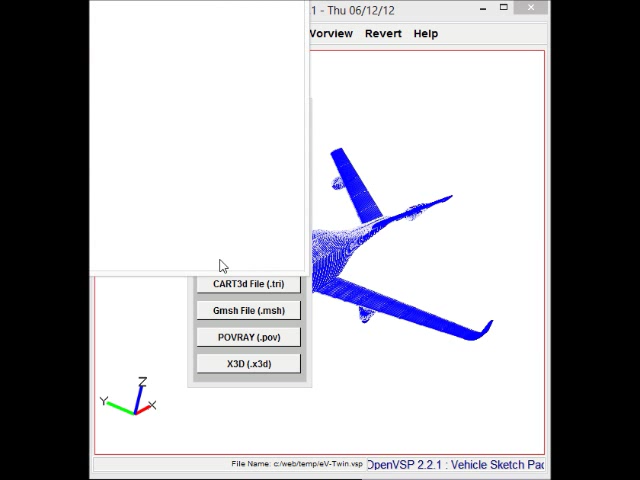 1 - Thu 06/12/12
Vorview Revert Help
CART3d File (.tri)
Gmsh File (.msh)
POVRAY (.pov)
X3D (.x3d)
Z
Y X
File Name: c:/web/temp/eV-Twin.vsp OpenVSP 2.2.1 : Vehicle Sketch Pad